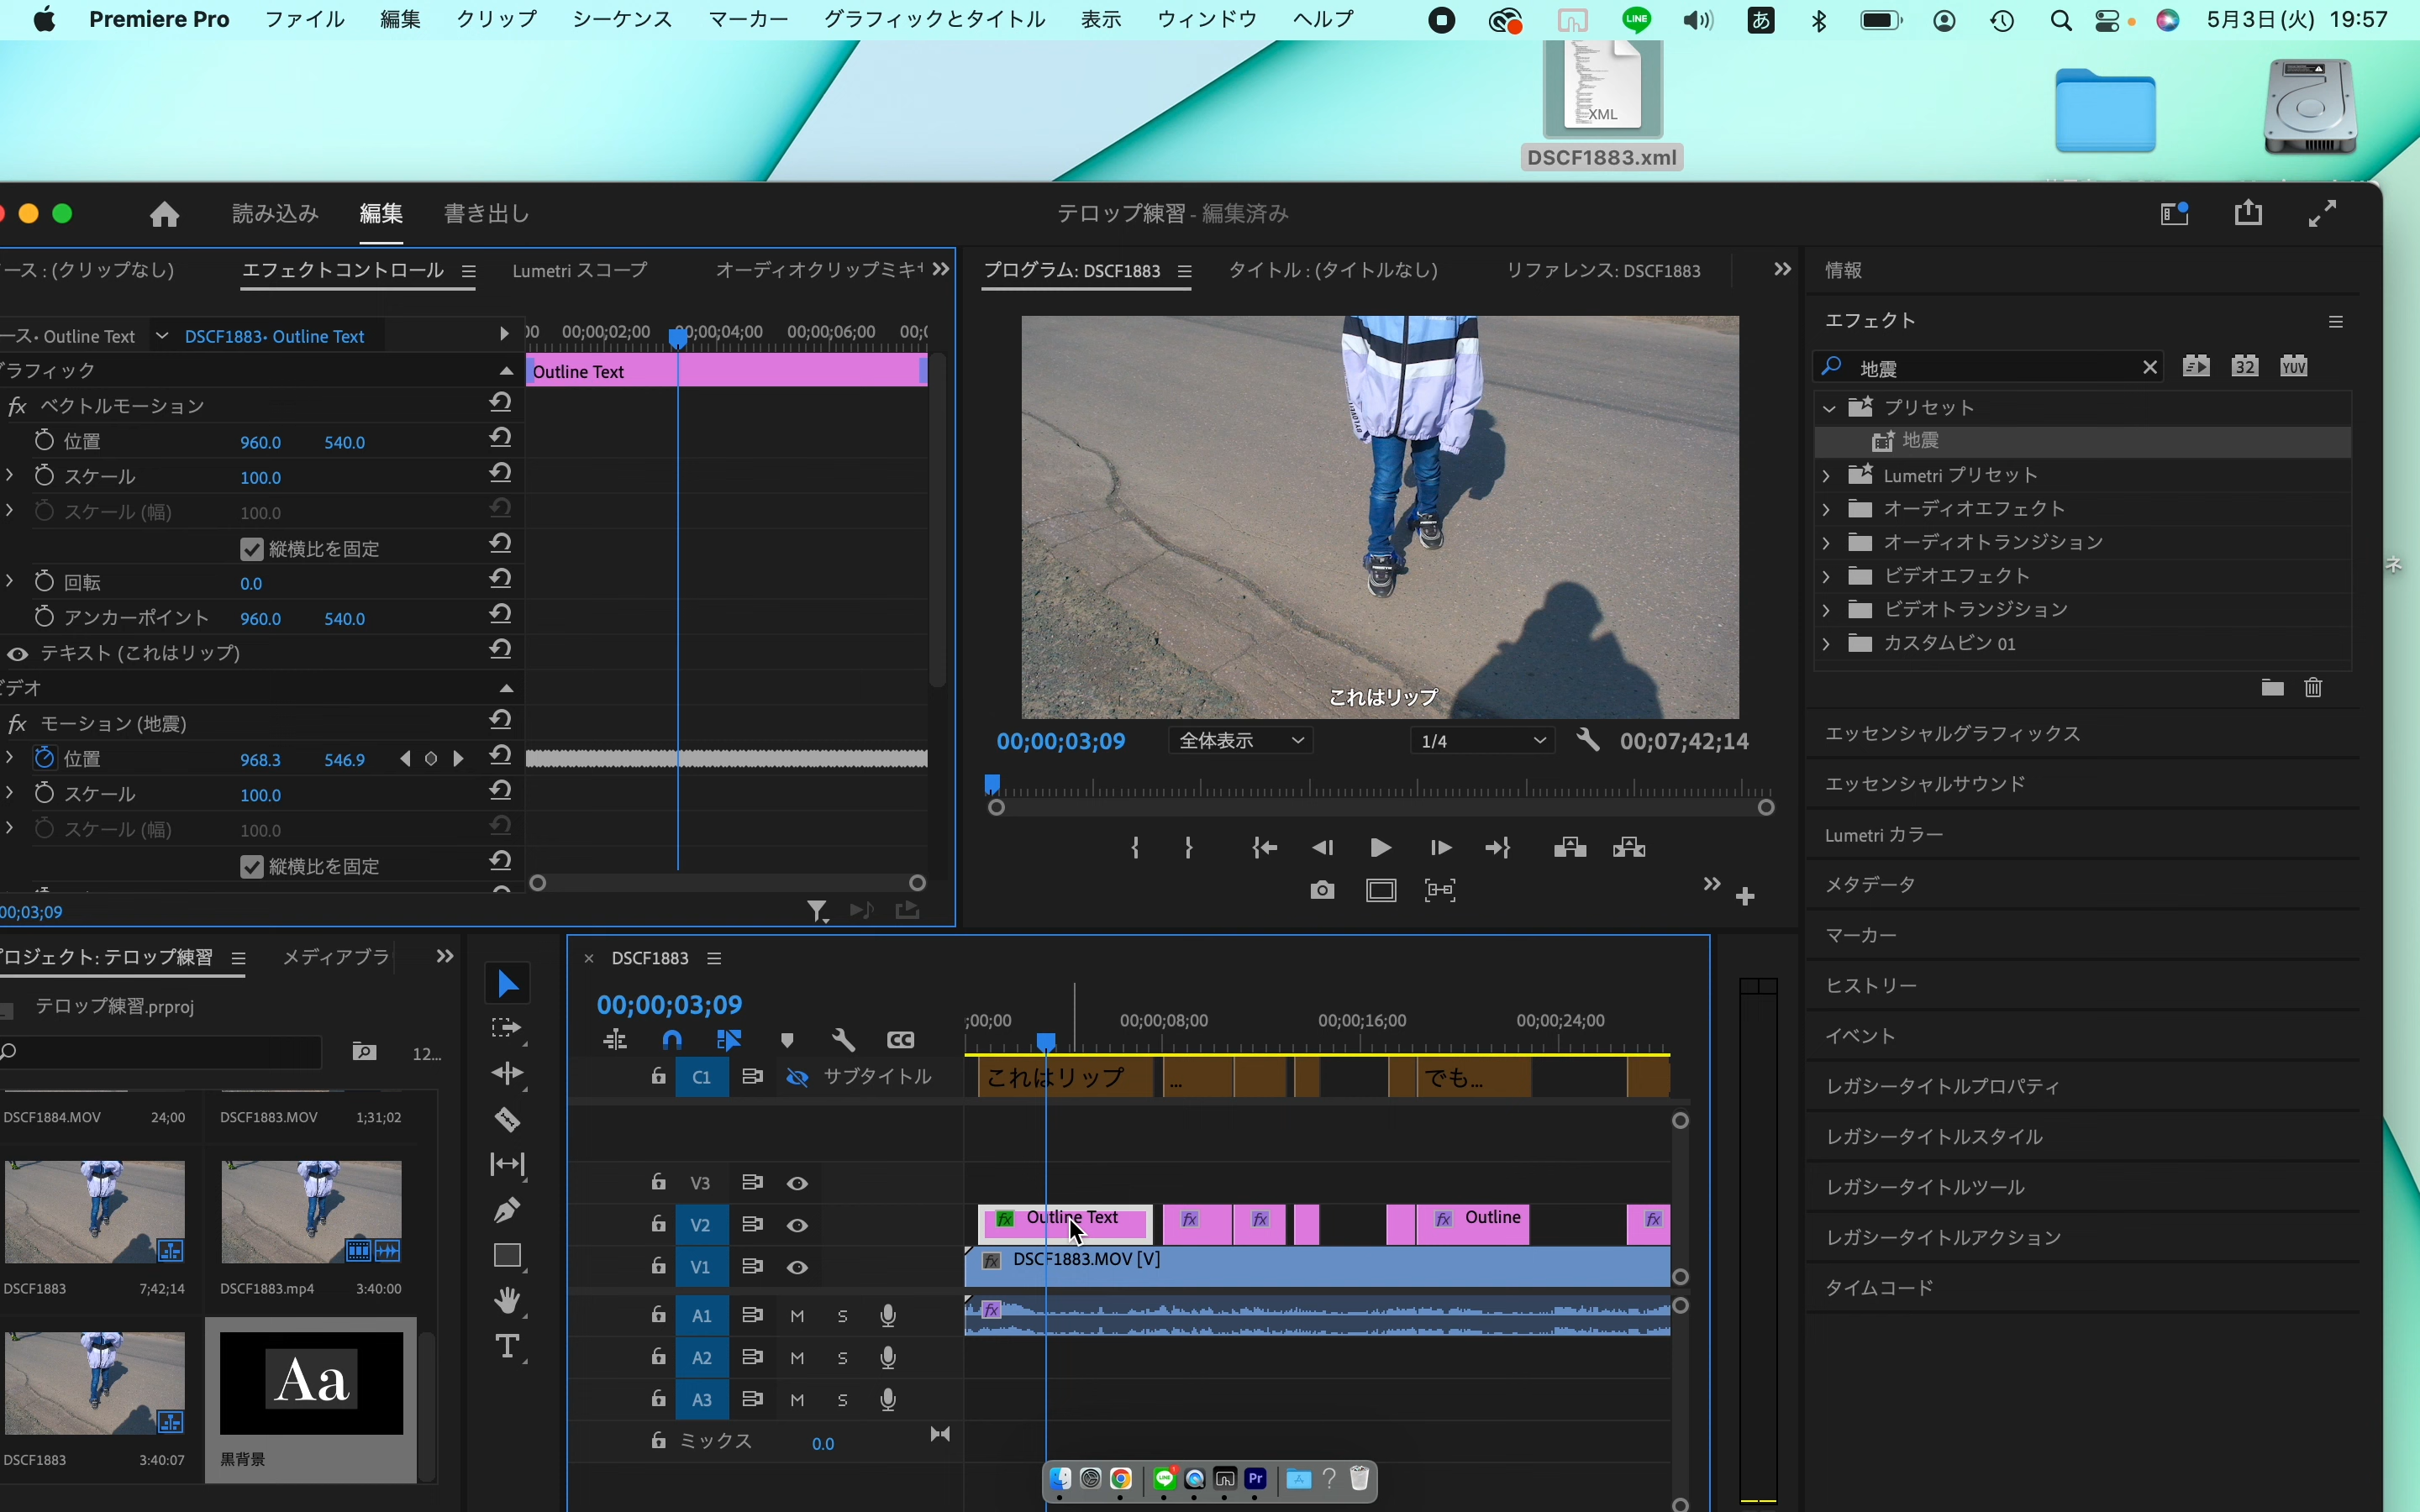 Premiere Pro ファイル 編集 クリップ シーケンス マーカー グラフィックとタイトル 表示 ウィンドウ ヘルプ
LINE あ 5月3日(火) 19:57
XML
DSCF1883.xml
読み込み 編集 書き出し
テロップ練習 - 編集済み
ース : (クリップなし) エフェクトコントロール Lumetri スコープ オーディオクリップミキサ
プログラム: DSCF1883 タイトル : (タイトルなし) リファレンス: DSCF1883
情報
エフェクト
地震
32 YUV
プリセット
地震
Lumetri プリセット
オーディオエフェクト
オーディオトランジション
ビデオエフェクト
ビデオトランジション
カスタムビン 01
エッセンシャルグラフィックス
エッセンシャルサウンド
Lumetri カラー
メタデータ
マーカー
ヒストリー
イベント
レガシータイトルプロパティ
レガシータイトルスタイル
レガシータイトルツール
レガシータイトルアクション
タイムコード
ネ
ース • Outline Text DSCF1883 • Outline Text
00 00;00;02;00 00;00;04;00 00;00;06;00 00;(
グラフィック
Outline Text
fx ベクトルモーション
位置 960.0 540.0
スケール 100.0
スケール (幅) 100.0
縦横比を固定
回転 0.0
アンカーポイント 960.0 540.0
テキスト (これはリップ)
ビデオ
fx モーション (地震)
位置 968.3 546.9
スケール 100.0
スケール (幅) 100.0
縦横比を固定
00;03;09
これはリップ
00;00;03;09 全体表示 1/4 00;07;42;14
プロジェクト: テロップ練習 メディアブラ
テロップ練習.prproj
12...
DSCF1884.MOV 24;00 DSCF1883.MOV 1;31;02
DSCF1883 7;42;14 DSCF1883.mp4 3:40:00
Aa
DSCF1883 3:40:07 黒背景
× DSCF1883
00;00;03;09
;00;00 00;00;08;00 00;00;16;00 00;00;24;00
C1 サブタイトル これはリップ ... でも...
V3
V2 fx Outline Text fx fx fx Outline fx
V1 fx DSCF1883.MOV [V]
A1 M S fx
A2 M S
A3 M S
ミックス 0.0
LINE Pr ?